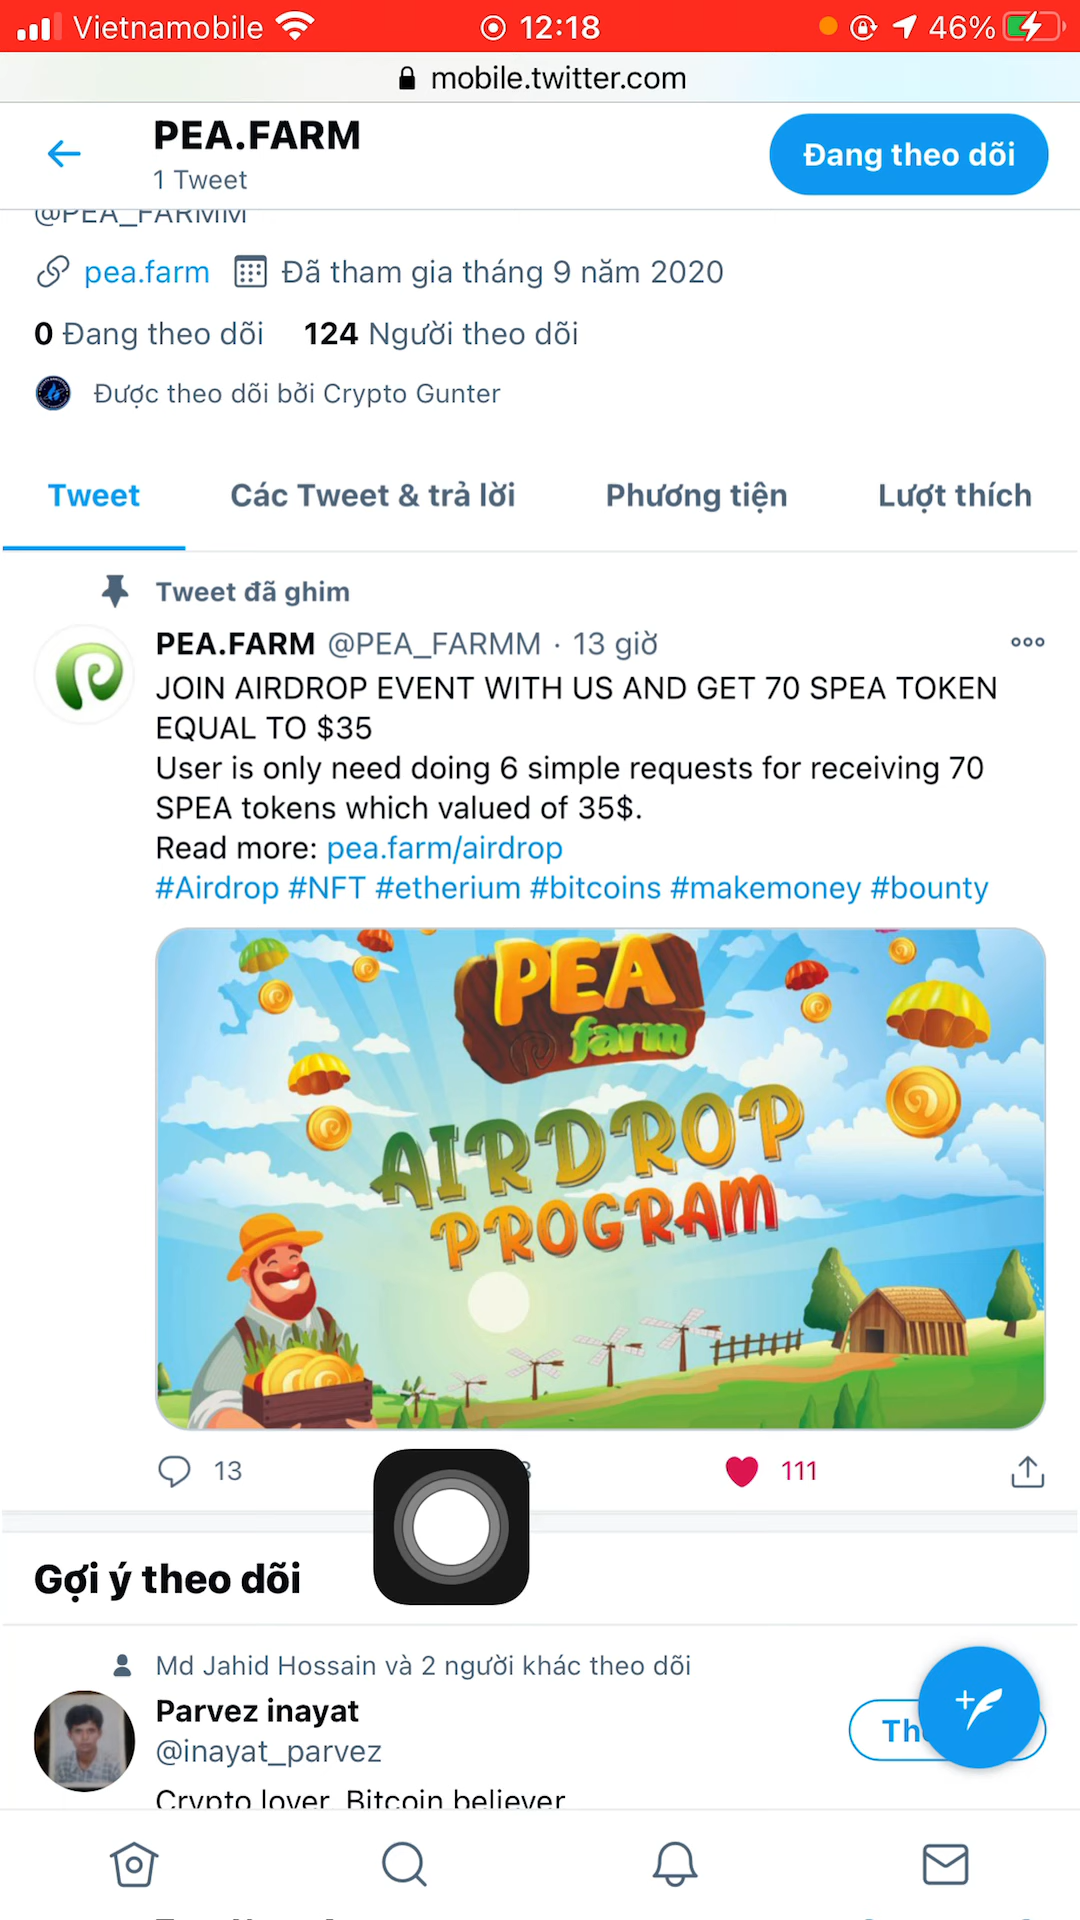 Vietnamobile 12:18 46%
mobile.twitter.com
PEA.FARM
1 Tweet
Đang theo dõi
@PEA_FARMM
pea.farm Đã tham gia tháng 9 năm 2020
0 Đang theo dõi 124 Người theo dõi
Được theo dõi bởi Crypto Gunter
Tweet Các Tweet & trả lời Phương tiện Lượt thích
Tweet đã ghim
PEA.FARM @PEA_FARMM · 13 giờ
JOIN AIRDROP EVENT WITH US AND GET 70 SPEA TOKEN
EQUAL TO $35
User is only need doing 6 simple requests for receiving 70
SPEA tokens which valued of 35$.
Read more: pea.farm/airdrop
#Airdrop #NFT #etherium #bitcoins #makemoney #bounty
PEA
farm
AIRDROP
PROGRAM
13 111
Gợi ý theo dõi
Md Jahid Hossain và 2 người khác theo dõi
Parvez inayat
@inayat_parvez
Crypto lover Bitcoin believer